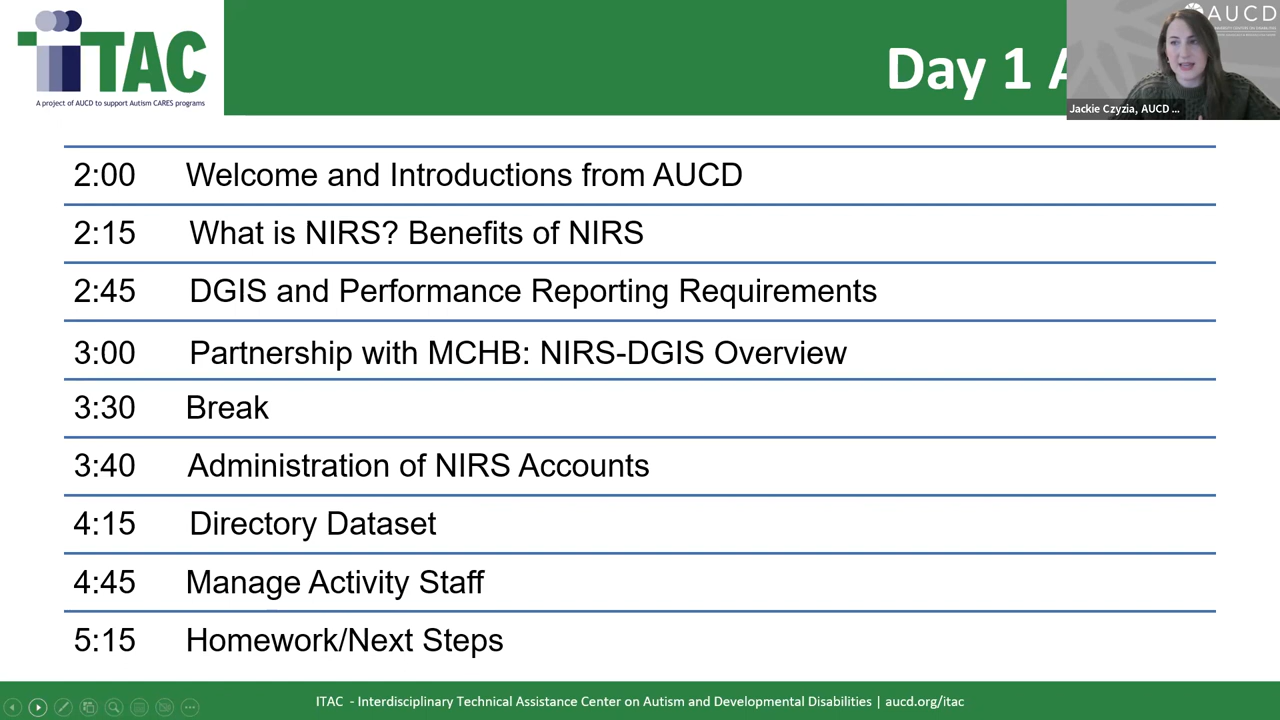 iTAC
A project of AUCD to support Autism CARES programs
Day 1 A
AUCD
Jackie Czyzia, AUCD ...
2:00 Welcome and Introductions from AUCD
2:15 What is NIRS? Benefits of NIRS
2:45 DGIS and Performance Reporting Requirements
3:00 Partnership with MCHB: NIRS-DGIS Overview
3:30 Break
3:40 Administration of NIRS Accounts
4:15 Directory Dataset
4:45 Manage Activity Staff
5:15 Homework/Next Steps
ITAC - Interdisciplinary Technical Assistance Center on Autism and Developmental Disabilities | aucd.org/itac